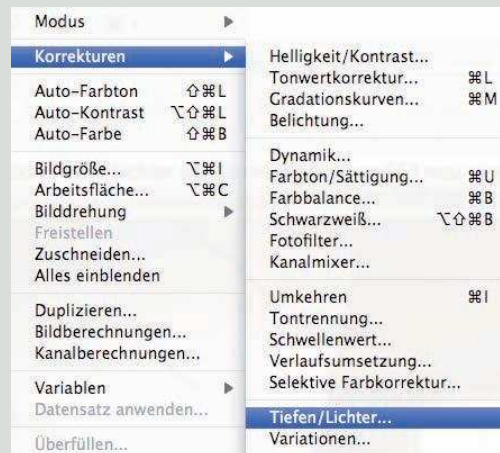 Modus
Korrekturen
Auto-Farbton ⇧⌘L
Auto-Kontrast ⌥⇧⌘L
Auto-Farbe ⇧⌘B
Bildgröße... ⌥⌘I
Arbeitsfläche... ⌥⌘C
Bilddrehung
Freistellen
Zuschneiden...
Alles einblenden
Duplizieren...
Bildberechnungen...
Kanalberechnungen...
Variablen
Datensatz anwenden...
Überfüllen...
Helligkeit/Kontrast...
Tonwertkorrektur... ⌘L
Gradationskurven... ⌘M
Belichtung...
Dynamik...
Farbton/Sättigung... ⌘U
Farbbalance... ⌘B
Schwarzweiß... ⌥⇧⌘B
Fotofilter...
Kanalmixer...
Umkehren ⌘I
Tontrennung...
Schwellenwert...
Verlaufsumsetzung...
Selektive Farbkorrektur...
Tiefen/Lichter...
Variationen...